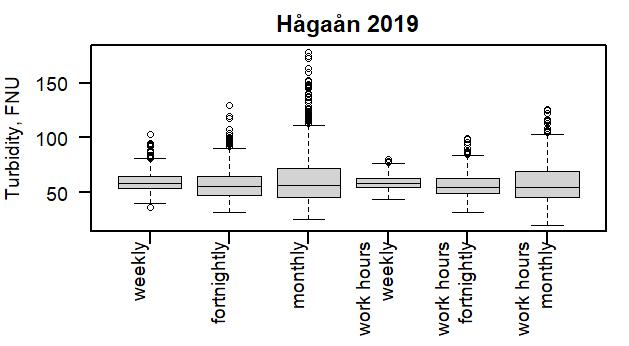 Hågaån 2019
Turbidity, FNU
150
100
50
weekly
fortnightly
monthly
work hours
weekly
work hours
fortnightly
work hours
monthly